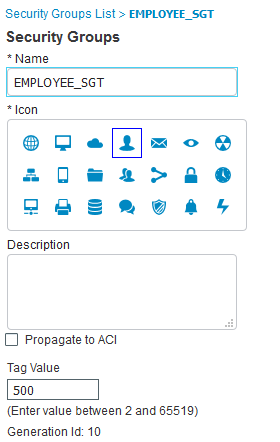 Security Groups List > EMPLOYEE_SGT
Security Groups
* Name
EMPLOYEE_SGT
* Icon
Description
Propagate to ACI
Tag Value
500
(Enter value between 2 and 65519)
Generation Id: 10